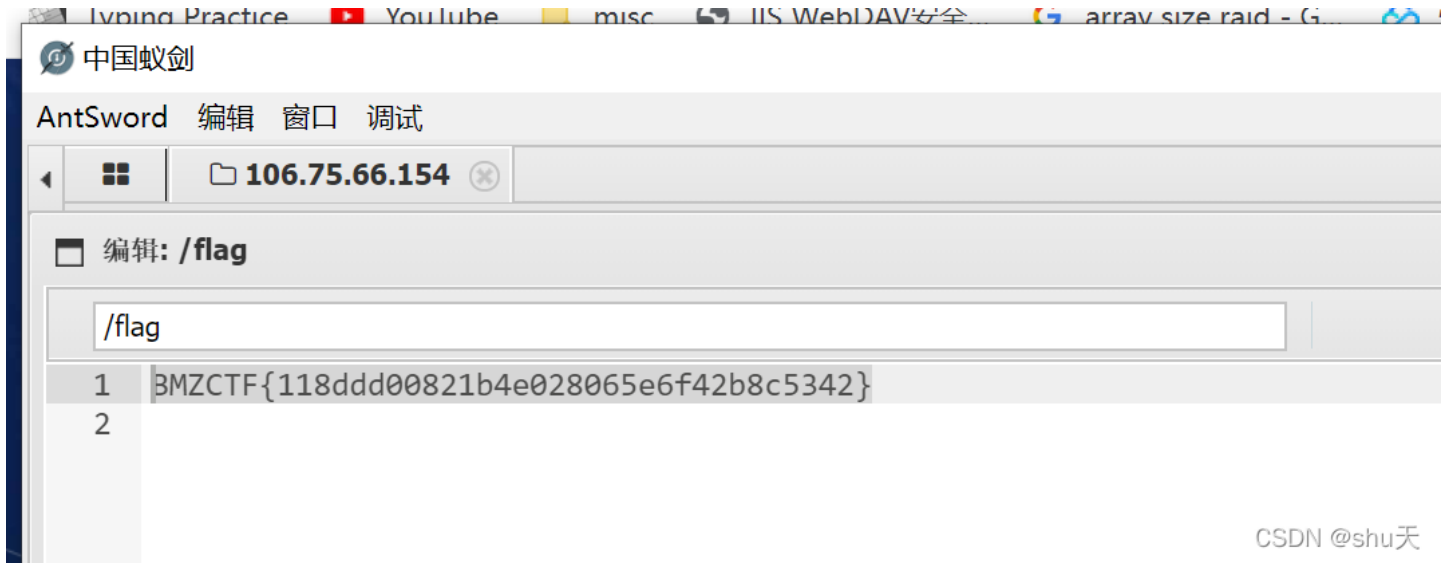 Typing Practice YouTube misc IIS WebDAV安全... array size raid - G...
中国蚁剑
AntSword 编辑 窗口 调试
106.75.66.154
编辑: /flag
/flag
1 BMZCTF{118ddd00821b4e028065e6f42b8c5342}
2
CSDN @shu天